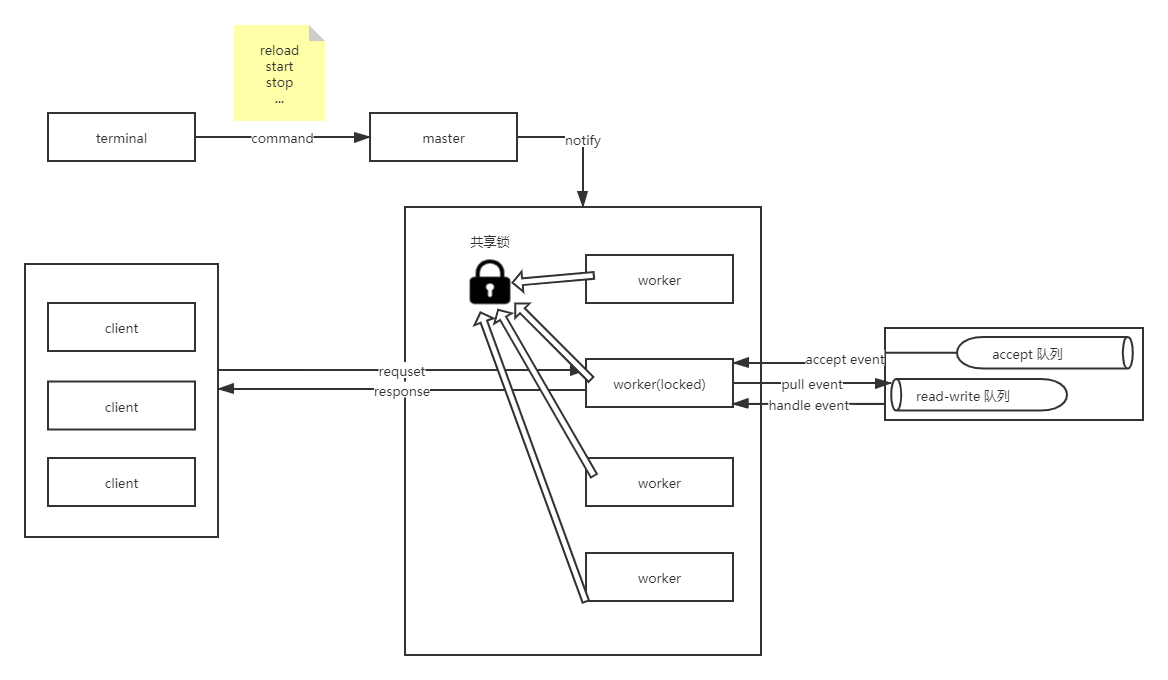 reload
start
stop
...
terminal
command
master
notify
共享锁
worker
client
requset
response
worker(locked)
accept event
accept 队列
pull event
read-write 队列
handle event
client
client
worker
worker